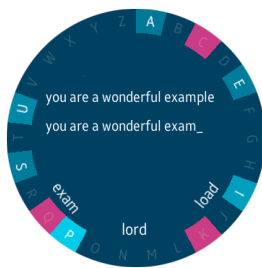 you are a wonderful example
you are a wonderful exam_
exam
lord
load
A B C D E F G H I J K L M N O P Q R S T U V W X Y Z